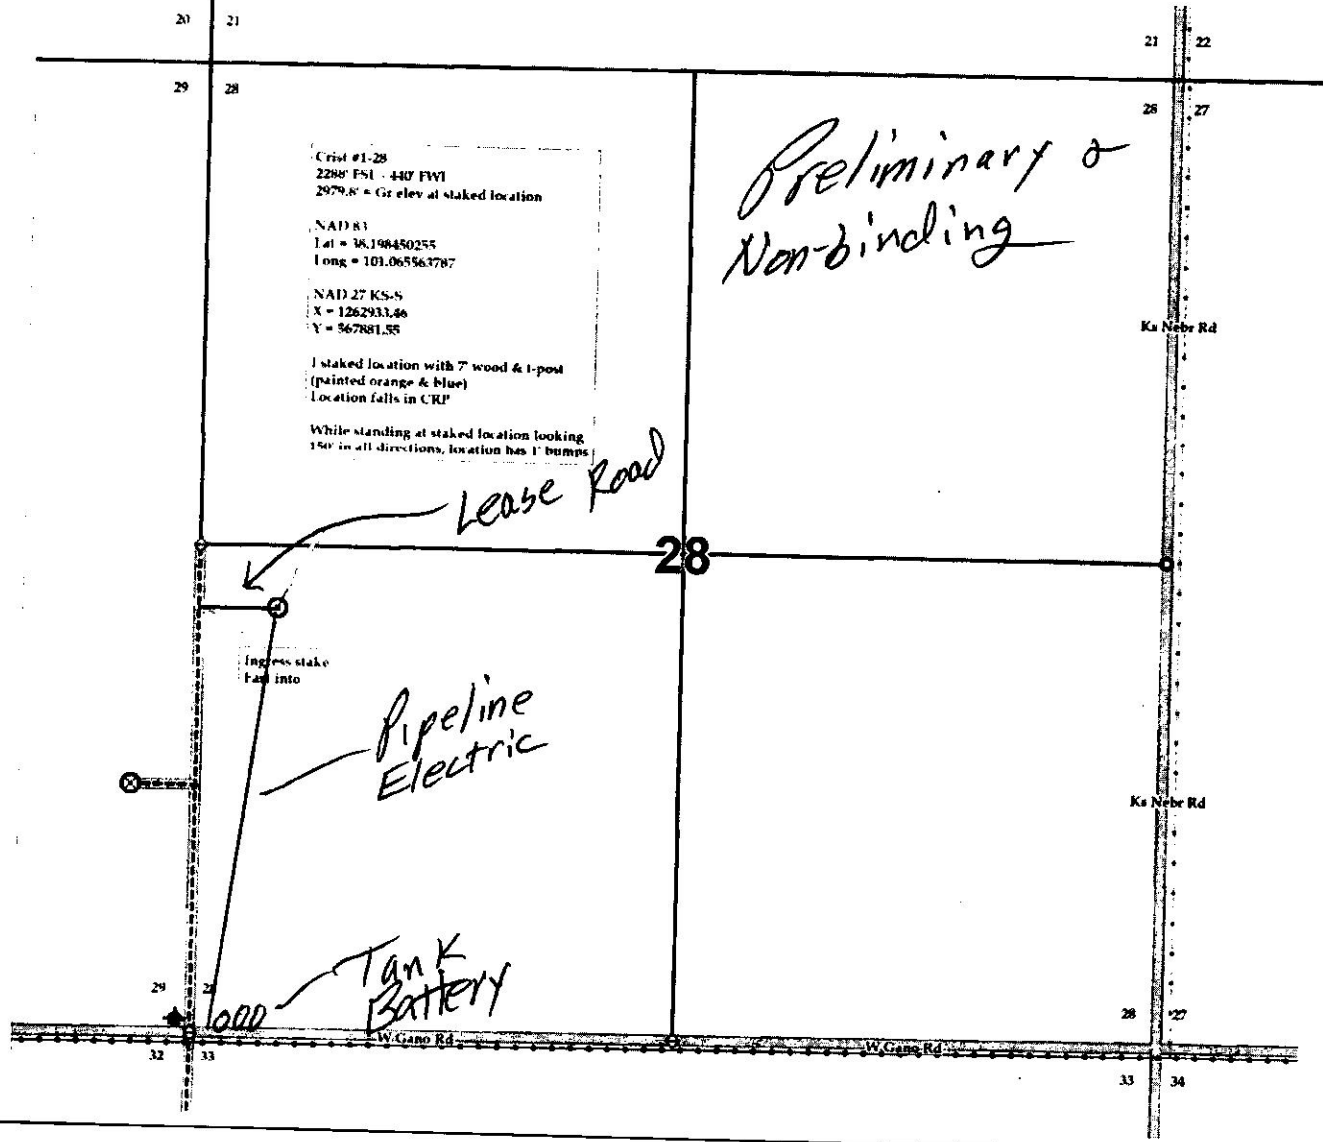 20 21
21 22
29 28
28 27
Crist #1-28
2288' FSL - 440' FWL
2979.8' = Gr elev at staked location
NAD 83
Lat = 38.198450255
Long = 101.065563787
NAD 27 KS-S
X = 1262933.46
Y = 567881.55
I staked location with 7' wood & t-post
(painted orange & blue)
Location falls in CRP
While standing at staked location looking
150' in all directions, location has 1' bumps
Preliminary &
Non-binding
Ks Nebr Rd
Lease Road
28
Ingress stake
East into
Pipeline
Electric
Ks Nebr Rd
Tank
Battery
29 28
28 27
W Gano Rd
W Gano Rd
32 33
33 34